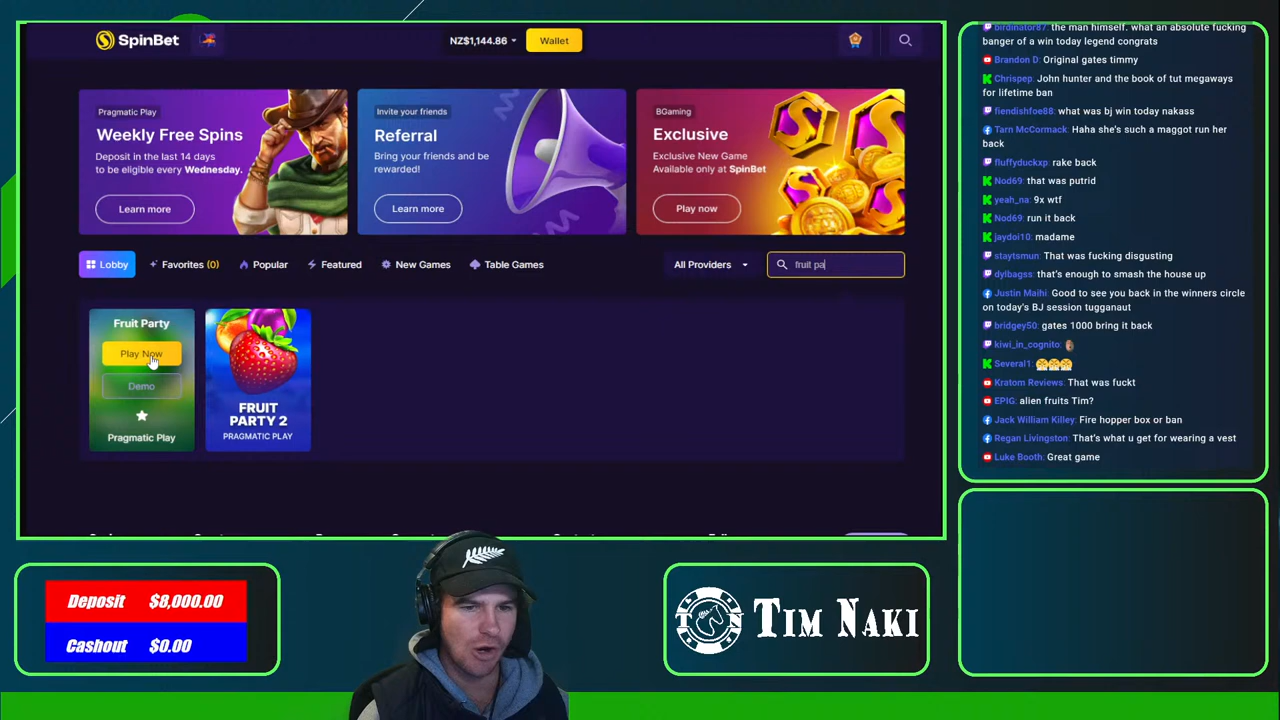 SpinBet
NZ$1,144.86
Wallet
Pragmatic Play
Weekly Free Spins
Deposit in the last 14 days
to be eligible every Wednesday.
Learn more
Invite your friends
Referral
Bring your friends and be
rewarded!
Learn more
BGaming
Exclusive
Exclusive New Game
Available only at SpinBet
Play now
Lobby
Favorites (0)
Popular
Featured
New Games
Table Games
All Providers
fruit pa
Fruit Party
Play Now
Demo
Pragmatic Play
FRUIT
PARTY 2
PRAGMATIC PLAY
birdinator87: the man himself. what an absolute fucking
banger of a win today legend congrats
Brandon D: Original gates timmy
Chrispep: John hunter and the book of tut megaways
for lifetime ban
fiendishfoe88: what was bj win today nakass
Tarn McCormack: Haha she's such a maggot run her
back
fluffyduckxp: rake back
Nod69: that was putrid
yeah_na: 9x wtf
Nod69: run it back
jaydoi10: madame
staytsmun: That was fucking disgusting
dylbagss: that's enough to smash the house up
Justin Maihi: Good to see you back in the winners circle
on today's BJ session tugganaut
bridgey50: gates 1000 bring it back
kiwi_in_cognito:
Several1:
Kratom Reviews: That was fuckt
EPIG: alien fruits Tim?
Jack William Killey: Fire hopper box or ban
Regan Livingston: That's what u get for wearing a vest
Luke Booth: Great game
Deposit $8,000.00
Cashout $0.00
TIM NAKI